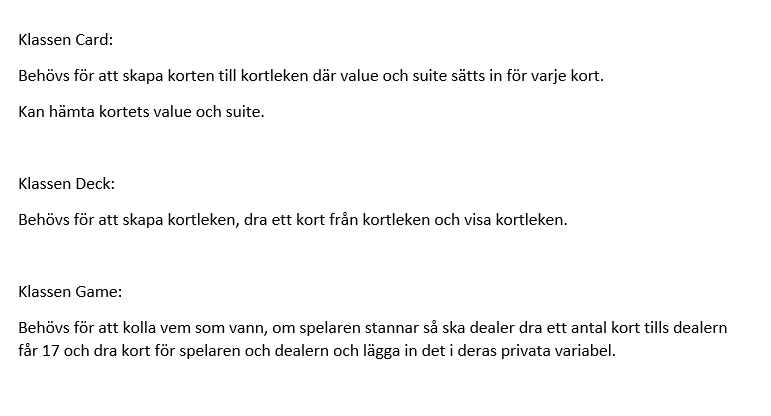 Klassen Card:
Behövs för att skapa korten till kortleken där value och suite sätts in för varje kort.
Kan hämta kortets value och suite.
Klassen Deck:
Behövs för att skapa kortleken, dra ett kort från kortleken och visa kortleken.
Klassen Game:
Behövs för att kolla vem som vann, om spelaren stannar så ska dealer dra ett antal kort tills dealern
får 17 och dra kort för spelaren och dealern och lägga in det i deras privata variabel.